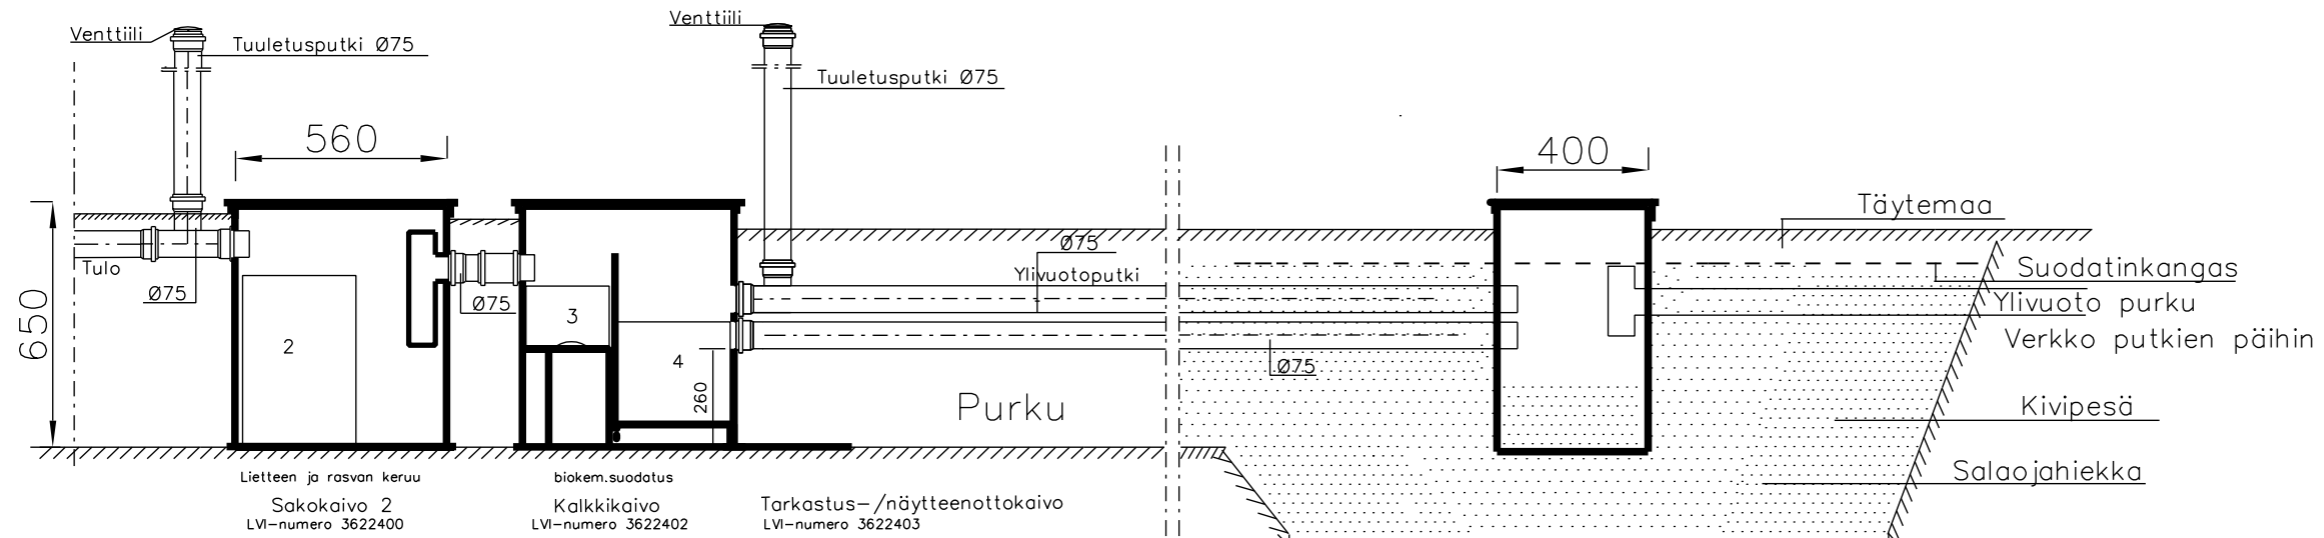 Venttiili
Tuuletusputki Ø75
Venttiili
Tuuletusputki Ø75
560
400
Täytemaa
Ø75
Ylivuotoputki
Tulo
Ø75
Ø75
Suodatinkangas
Ylivuoto purku
Verkko putkien päihin
650
2
3
4
260
Ø75
Purku
Kivipesä
Salaojahiekka
Lietteen ja rasvan keruu
Sakokaivo 2
LVI-numero 3622400
biokem.suodatus
Kalkkikaivo
LVI-numero 3622402
Tarkastus-/näytteenottokaivo
LVI-numero 3622403